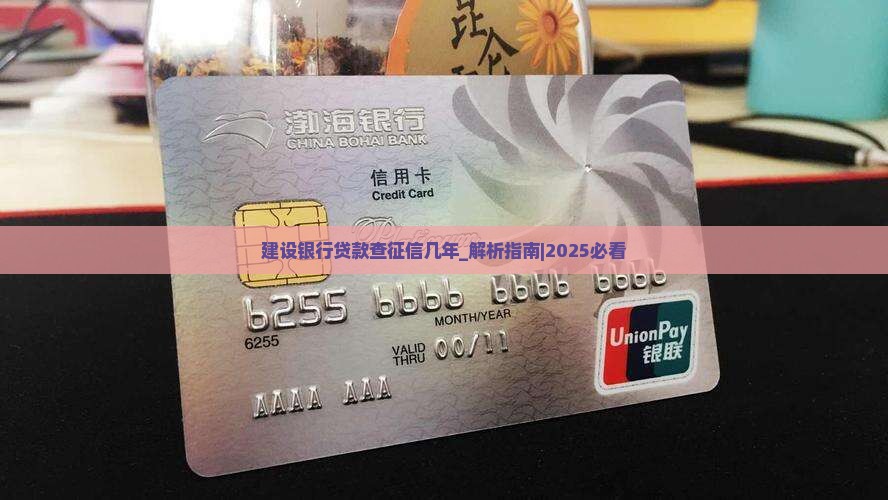 昆仑
渤海银行
CHINA BOHAI BANK
信用卡
Credit Card
建设银行贷款查征信几年_解析指南|2025必看
6255 6666 6666 6666
6255
MONTH/YEAR
VALID THRU 00/11
AAAA AAA
UnionPay
银联